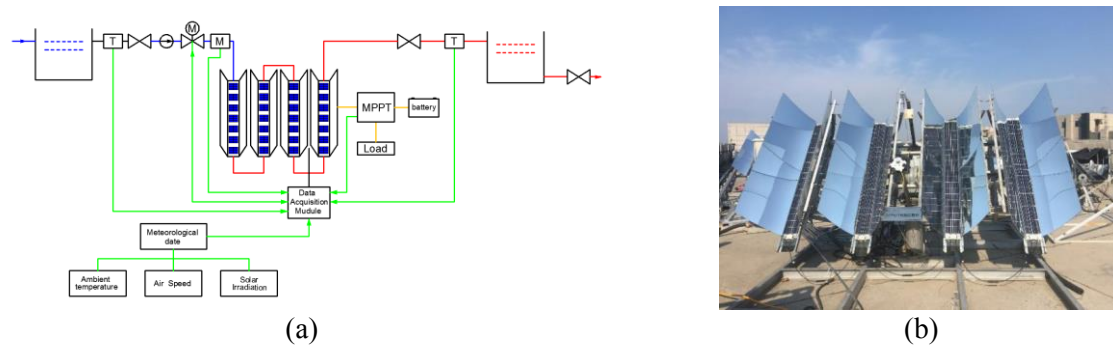 M
T
M
T
MPPT
battery
Load
Data
Acquisition
Mudule
Meteorological
date
Ambient
temperature
Air Speed
Solar
Irradiation
(a)
(b)